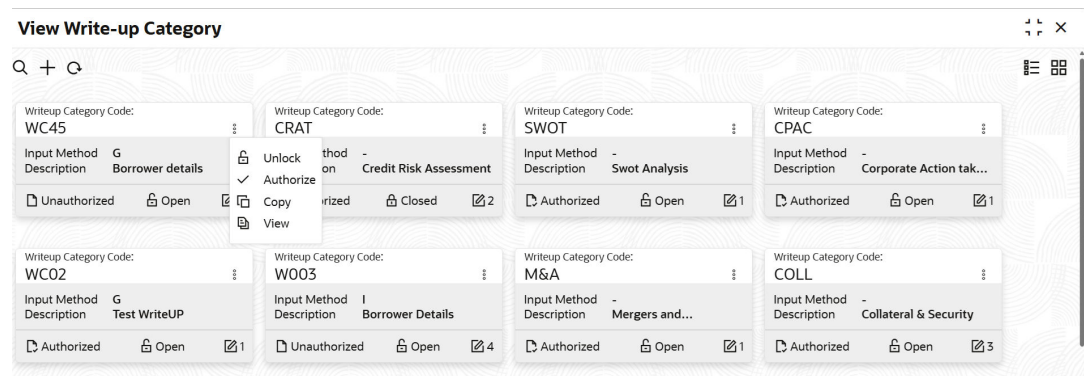 View Write-up Category
Writeup Category Code:
WC45
Input Method G
Description Borrower details
Unauthorized Open
Unlock
Authorize
Copy
View
Writeup Category Code:
CRAT
Credit Risk Assessment
Closed 2
Writeup Category Code:
SWOT
Input Method -
Description Swot Analysis
Authorized Open 1
Writeup Category Code:
CPAC
Input Method -
Description Corporate Action tak...
Authorized Open 1
Writeup Category Code:
WC02
Input Method G
Description Test WriteUP
Authorized Open 1
Writeup Category Code:
W003
Input Method I
Description Borrower Details
Unauthorized Open 4
Writeup Category Code:
M&A
Input Method -
Description Mergers and...
Authorized Open 1
Writeup Category Code:
COLL
Input Method -
Description Collateral & Security
Authorized Open 3